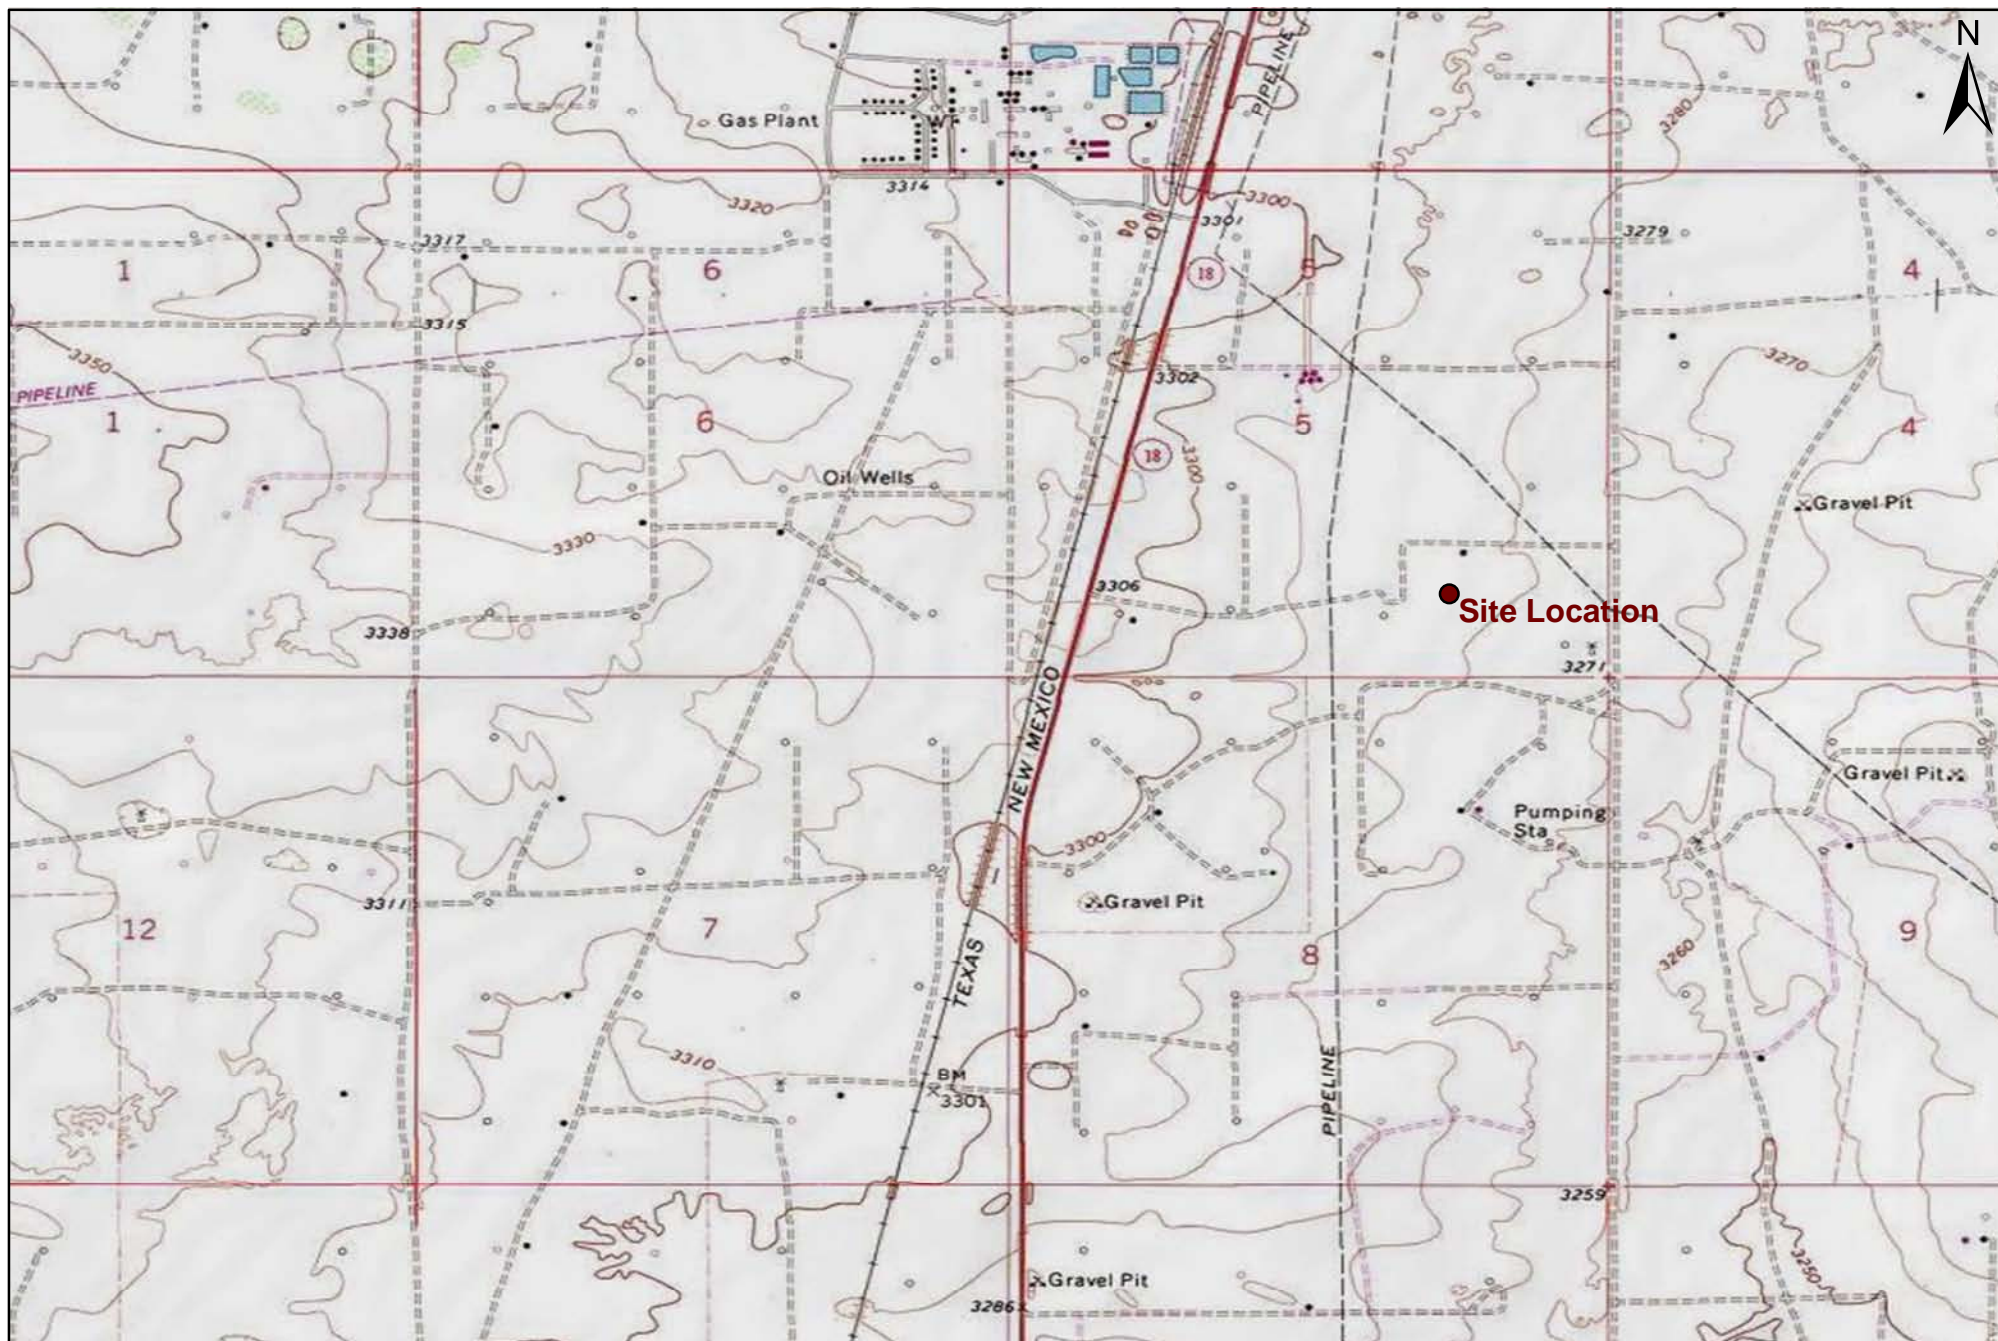 N
PIPELINE
Gas Plant
WT
3280
3314
3320
3300
3301
3317
3279
1
6
18
5
4
3315
3350
3270
PIPELINE
3302
1
6
5
4
18
3300
Oil Wells
Gravel Pit
3330
3306
Site Location
3338
3271
NEW MEXICO
Gravel Pit
Pumping
Sta
3300
3311
Gravel Pit
12
7
8
9
3260
TEXAS
3310
PIPELINE
BM
3301
3259
3250
Gravel Pit
3286